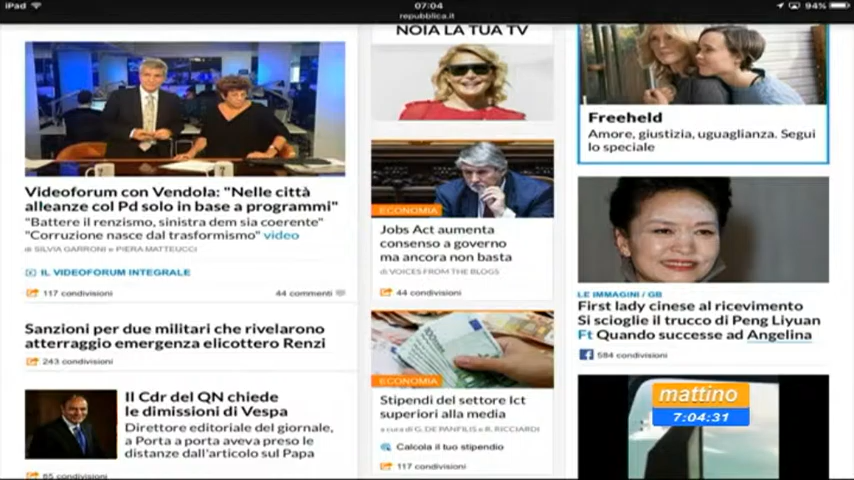 iPad
07:04
94%
repubblica.it
Videoforum con Vendola: "Nelle città
alleanze col Pd solo in base a programmi"
"Battere il renzismo, sinistra dem sia coerente"
"Corruzione nasce dal trasformismo" video
di SILVIA GARRONI e PIERA MATTEUCCI
IL VIDEOFORUM INTEGRALE
117 condivisioni
44 commenti
Sanzioni per due militari che rivelarono
atterraggio emergenza elicottero Renzi
243 condivisioni
Il Cdr del QN chiede
le dimissioni di Vespa
Direttore editoriale del giornale,
a Porta a porta aveva preso le
distanze dall'articolo sul Papa
85 condivisioni
NOIA LA TUA TV
ECONOMIA
Jobs Act aumenta
consenso a governo
ma ancora non basta
di VOICES FROM THE BLOGS
44 condivisioni
ECONOMIA
Stipendi del settore Ict
superiori alla media
a cura di G. DE PANFILIS e R. RICCIARDI
Calcola il tuo stipendio
117 condivisioni
Freeheld
Amore, giustizia, uguaglianza. Segui
lo speciale
LE IMMAGINI / GB
First lady cinese al ricevimento
Si scioglie il trucco di Peng Liyuan
Ft Quando successe ad Angelina
584 condivisioni
mattino
7:04:31